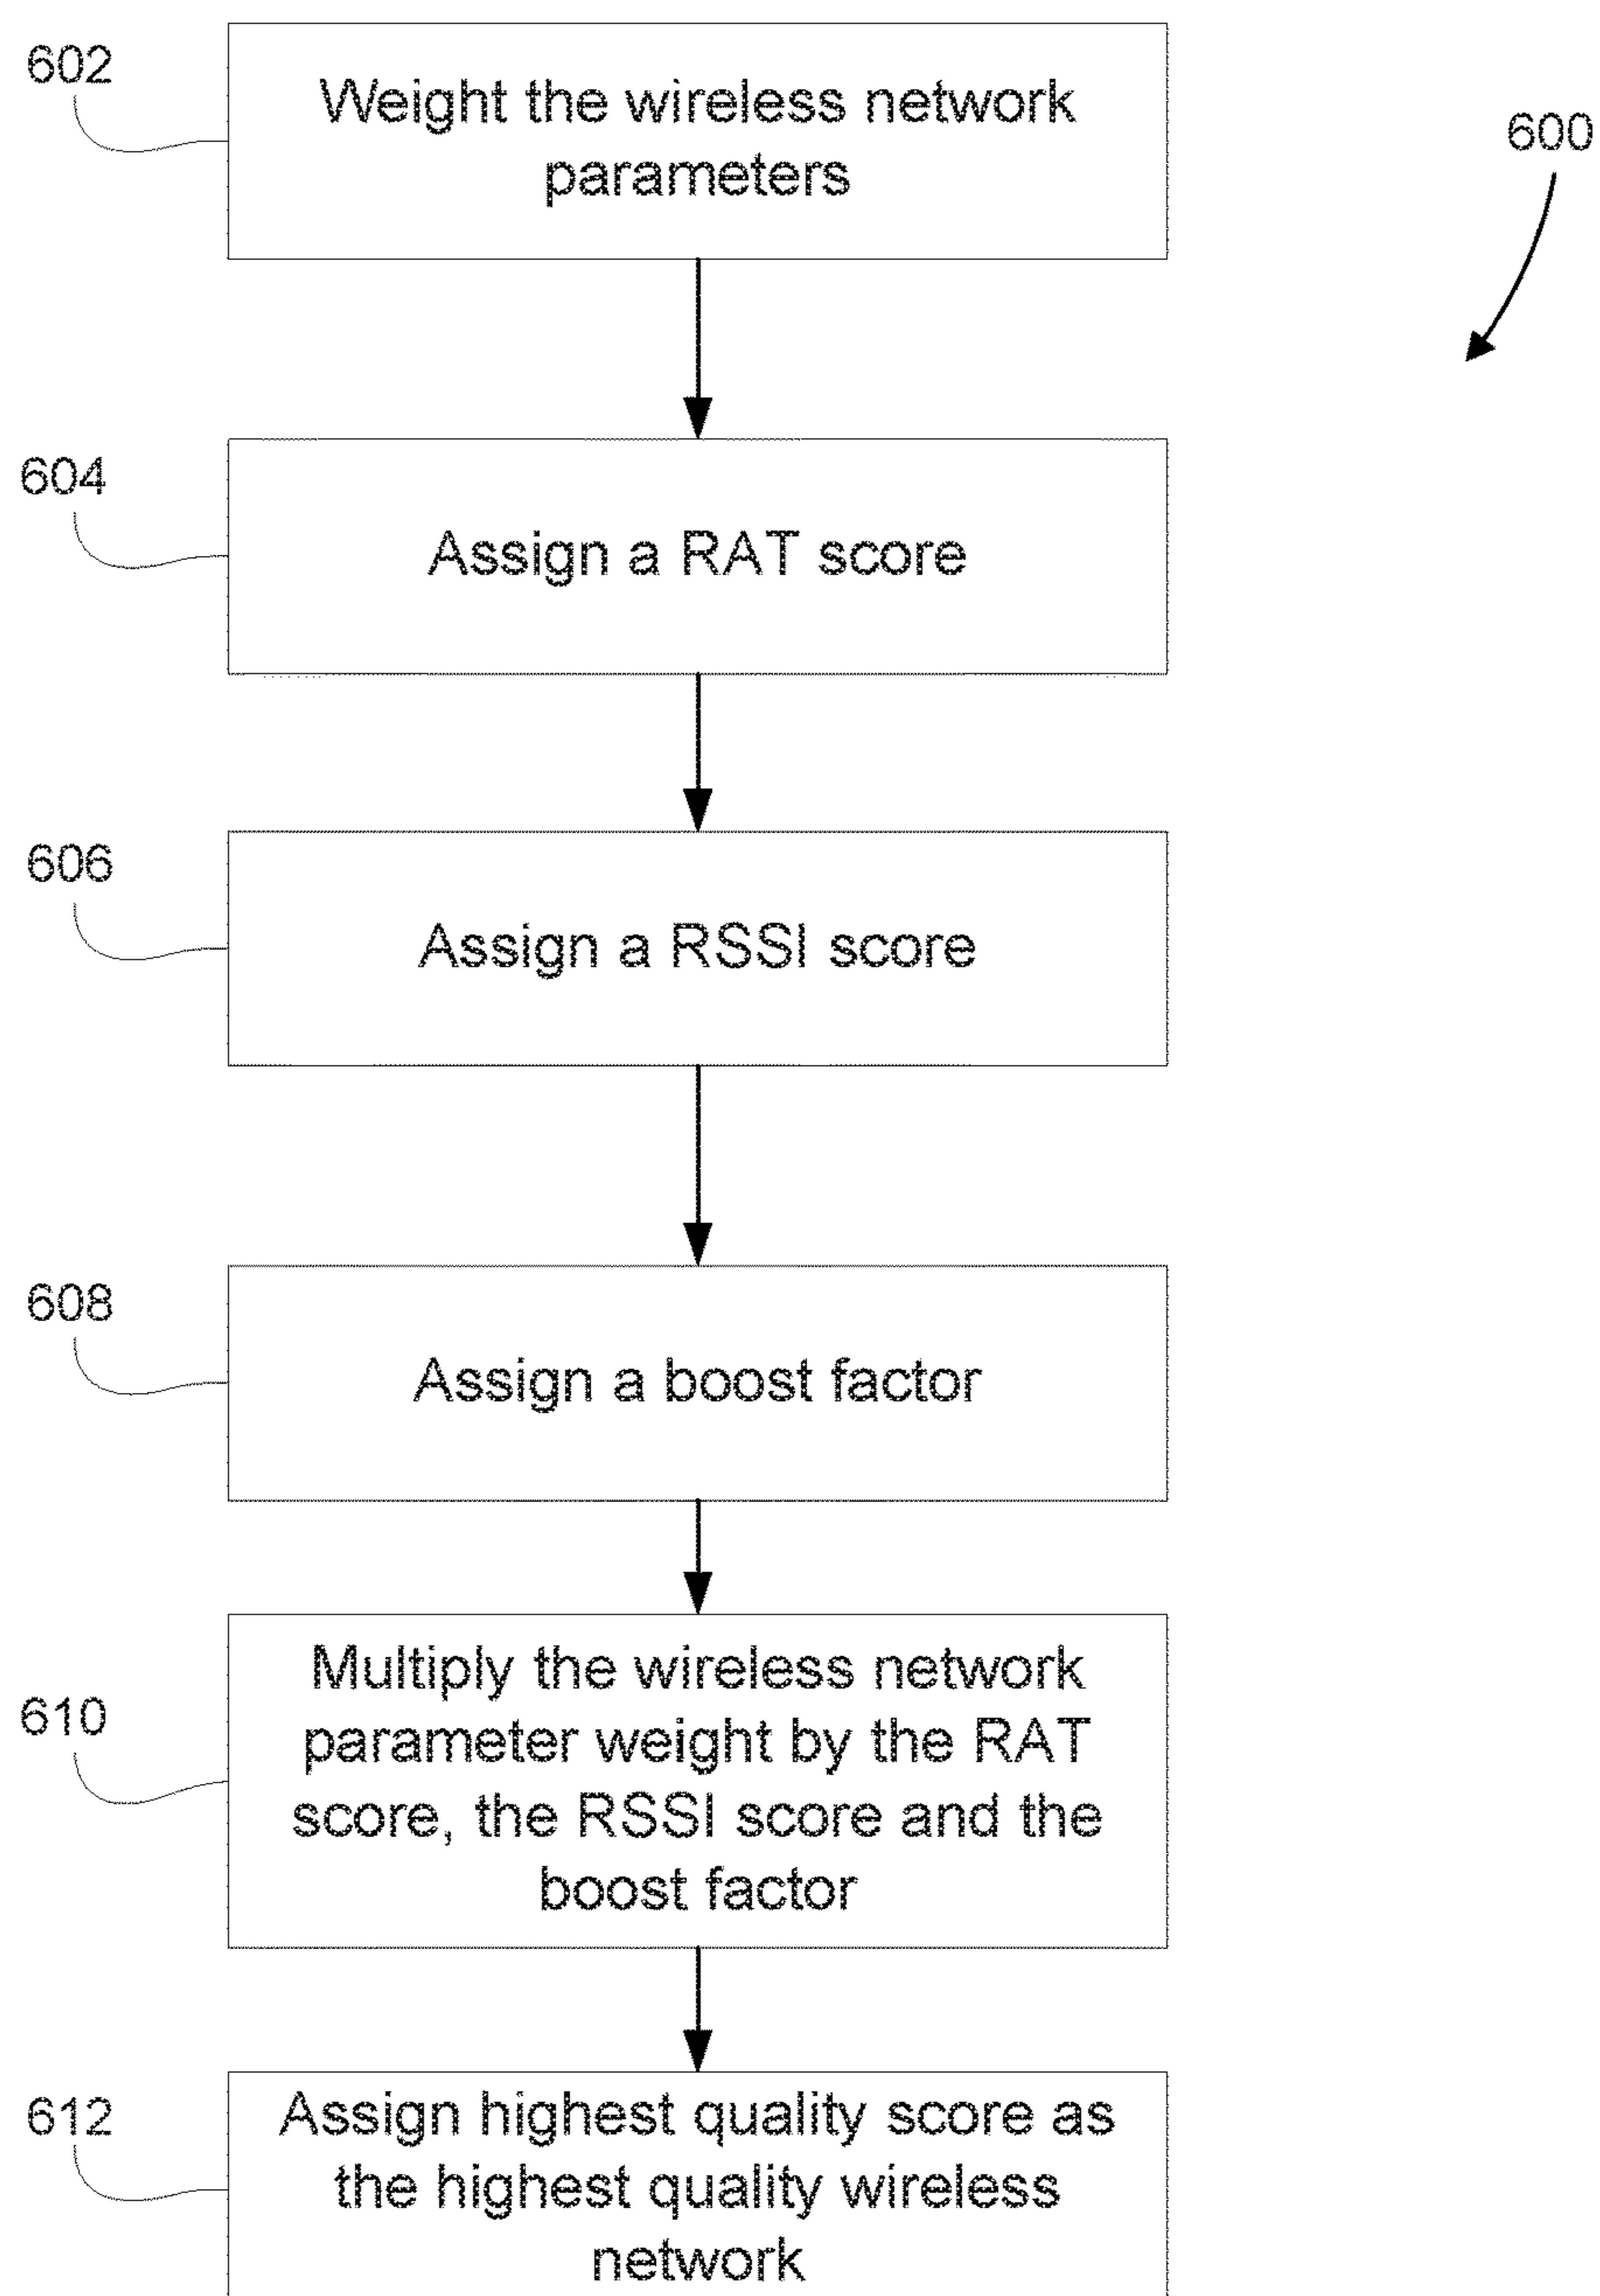 602
Weight the wireless network
parameters
600
604
Assign a RAT score
606
Assign a RSSI score
608
Assign a boost factor
610
Multiply the wireless network
parameter weight by the RAT
score, the RSSI score and the
boost factor
612
Assign highest quality score as
the highest quality wireless
network